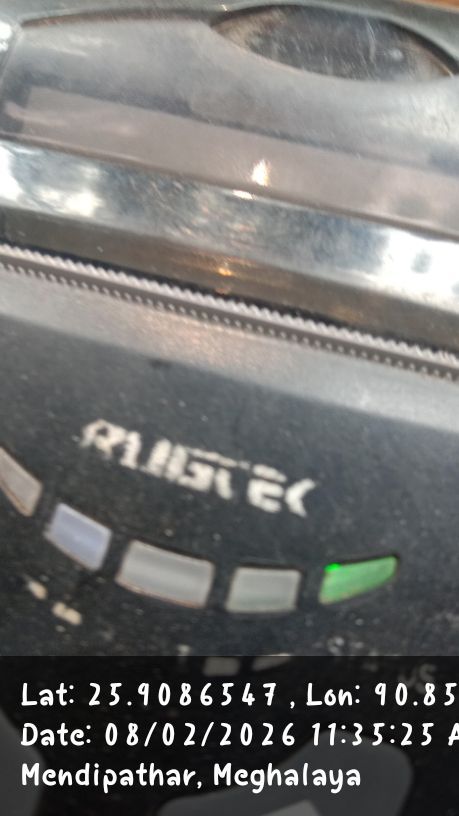 RUGTEK
Lat: 25.9086547 , Lon: 90.85
Date: 08/02/2026 11:35:25 A
Mendipathar, Meghalaya